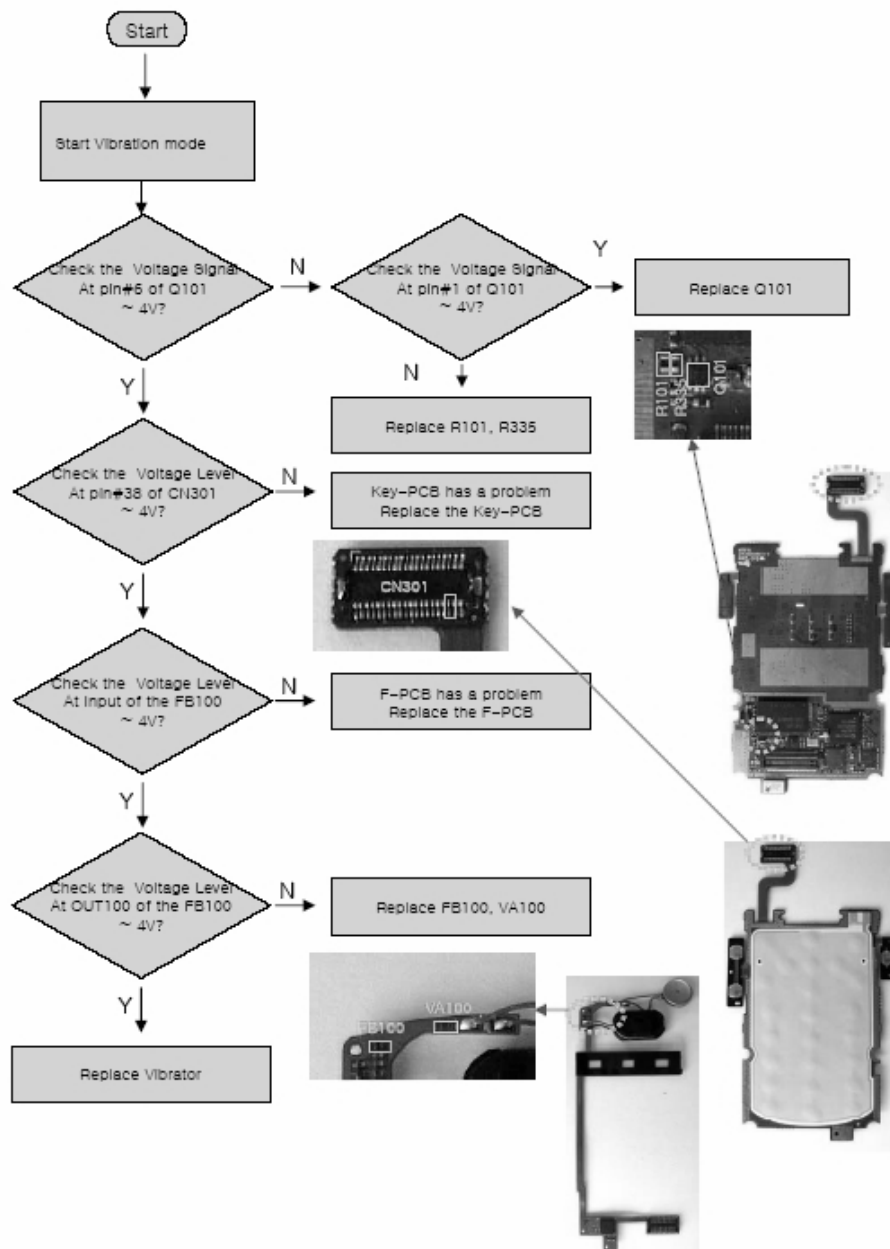 Start
Start Vibration mode
Check the Voltage Signal
At pin#6 of Q101
~ 4V?
N
Check the Voltage Signal
At pin#1 of Q101
~ 4V?
Y
Replace Q101
Y
N
R101
R335
Q101
Replace R101, R335
Check the Voltage Level
At pin#38 of CN301
~ 4V?
N
Key-PCB has a problem
Replace the Key-PCB
CN301
Y
Check the Voltage Level
At input of the FB100
~ 4V?
N
F-PCB has a problem
Replace the F-PCB
Y
Check the Voltage Level
At OUT100 of the FB100
~ 4V?
N
Replace FB100, VA100
VA100
FB100
Y
Replace Vibrator